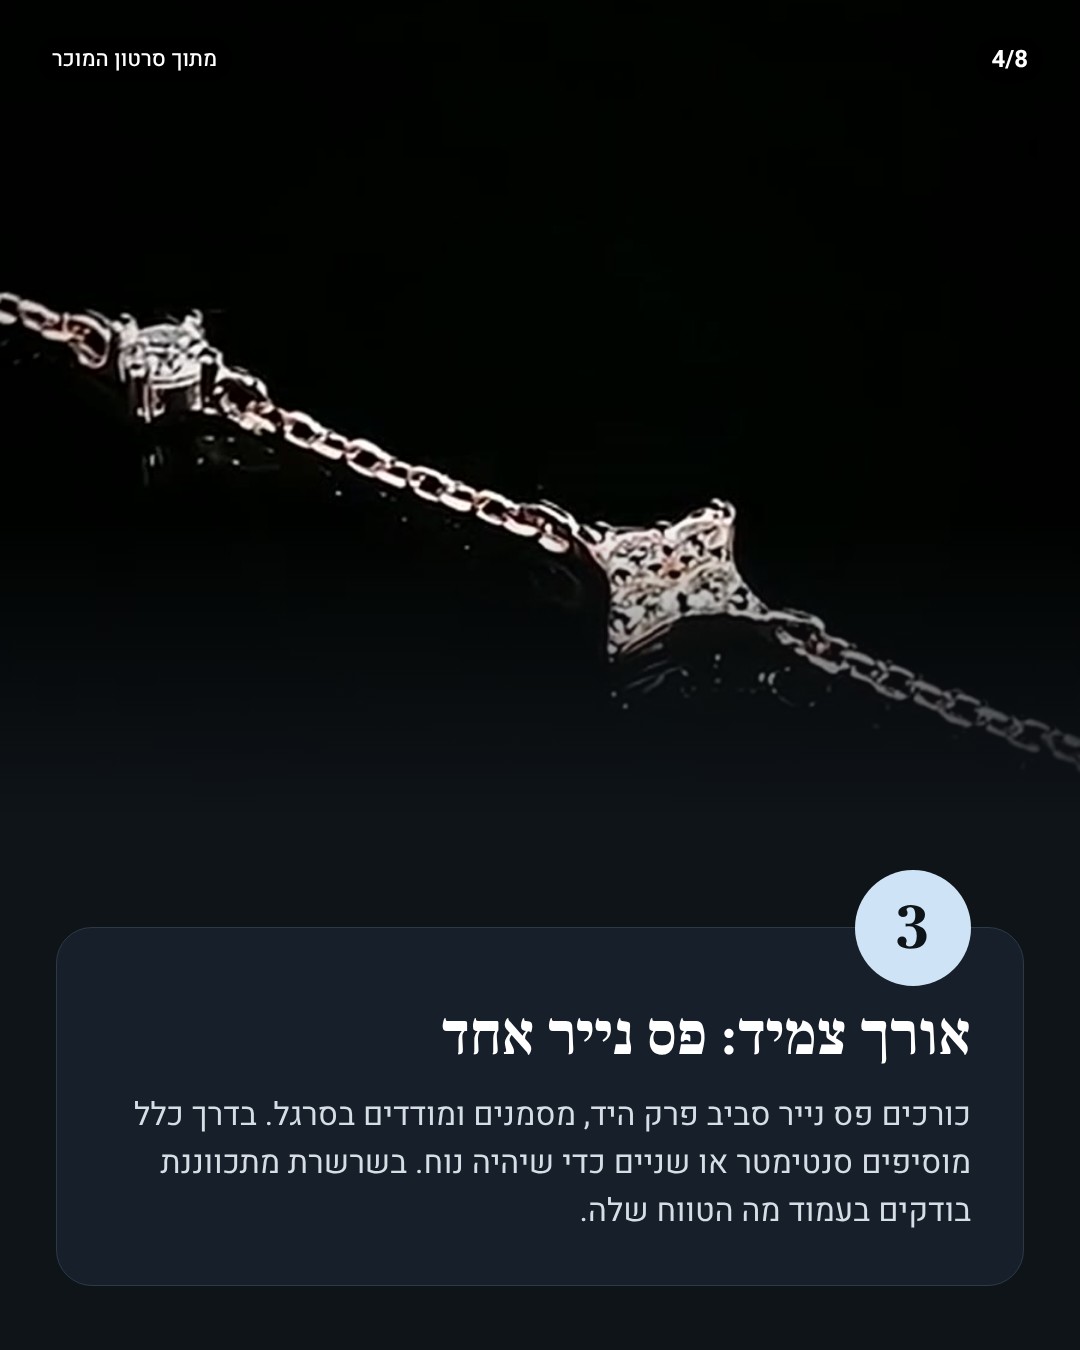 4/8
מתוך סרטון המוכר
3
אורך צמיד: פס נייר אחד
כורכים פס נייר סביב פרק היד, מסמנים ומודדים בסרגל. בדרך כלל
מוסיפים סנטימטר או שניים כדי שיהיה נוח. בשרשרת מתכווננת
בודקים בעמוד מה הטווח שלה.